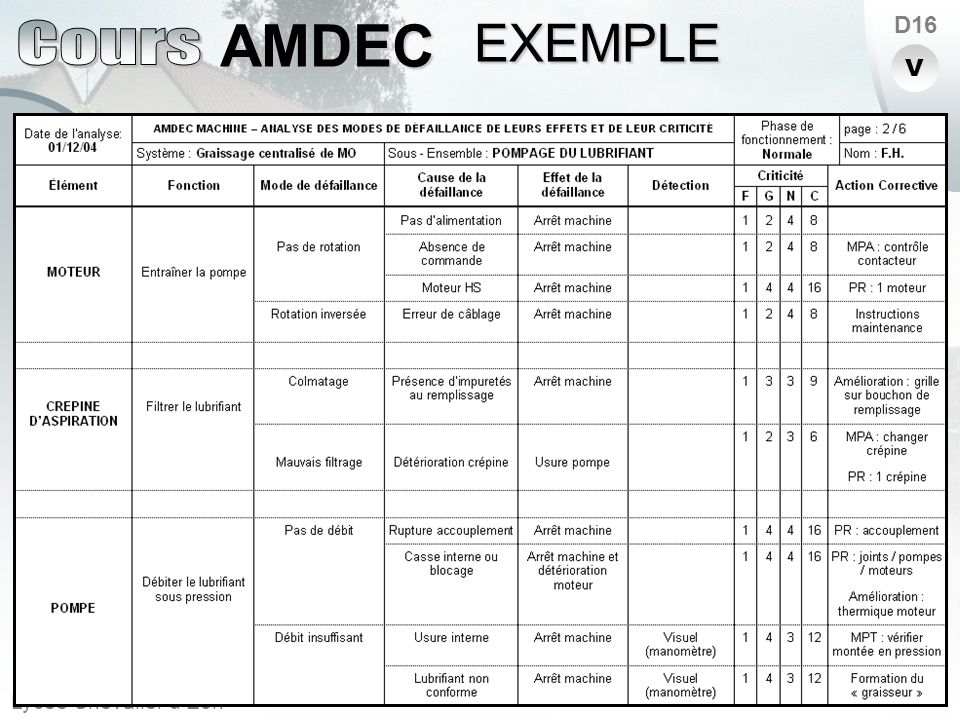 Cours AMDEC EXEMPLE D16
V
Date de l'analyse:
01/12/04
AMDEC MACHINE – ANALYSE DES MODES DE DÉFAILLANCE DE LEURS EFFETS ET DE LEUR CRITICITÉ
Système : Graissage centralisé de MO
Sous - Ensemble : POMPAGE DU LUBRIFIANT
Phase de
fonctionnement :
Normale
page : 2 / 6
Nom : F.H.
Élément
Fonction
Mode de défaillance
Cause de la
défaillance
Effet de la
défaillance
Détection
Criticité
F G N C
Action Corrective
MOTEUR
Entraîner la pompe
Pas de rotation
Pas d'alimentation
Arrêt machine
1 2 4 8
Absence de
commande
Arrêt machine
1 2 4 8
MPA : contrôle
contacteur
Moteur HS
Arrêt machine
1 4 4 16
PR : 1 moteur
Rotation inversée
Erreur de câblage
Arrêt machine
1 2 4 8
Instructions
maintenance
CREPINE
D'ASPIRATION
Filtrer le lubrifiant
Colmatage
Présence d'impuretés
au remplissage
Arrêt machine
1 3 3 9
Amélioration : grille
sur bouchon de
remplissage
Mauvais filtrage
Détérioration crépine
Usure pompe
1 2 3 6
MPA : changer
crépine
PR : 1 crépine
POMPE
Débiter le lubrifiant
sous pression
Pas de débit
Rupture accouplement
Arrêt machine
1 4 4 16
PR : accouplement
Casse interne ou
blocage
Arrêt machine et
détérioration
moteur
1 4 4 16
PR : joints / pompes
/ moteurs
Amélioration :
thermique moteur
Débit insuffisant
Usure interne
Arrêt machine
Visuel
(manomètre)
1 4 3 12
MPT : vérifier
montée en pression
Lubrifiant non
conforme
Arrêt machine
Visuel
(manomètre)
1 4 3 12
Formation du
« graisseur »